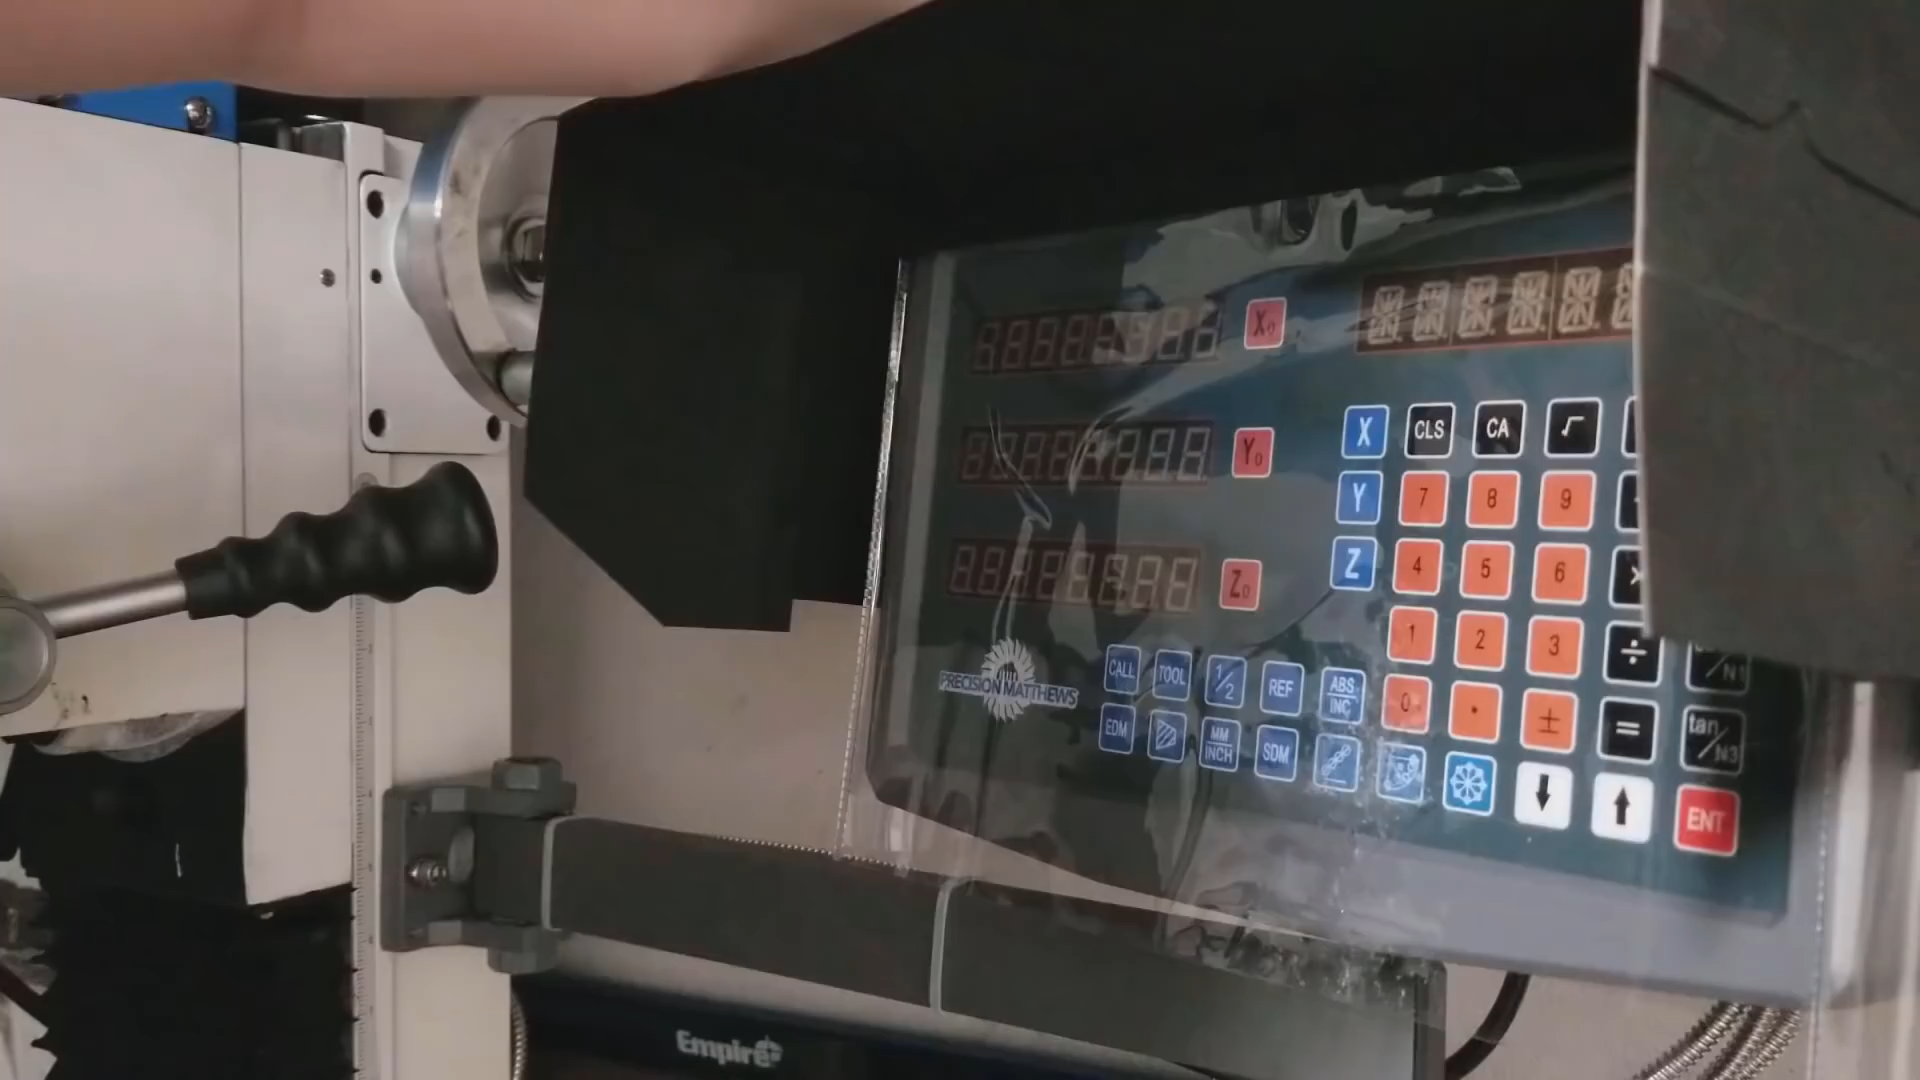 X₀
Y₀
Z₀
X CLS CA √
Y 7 8 9
Z 4 5 6
1 2 3 ÷
0 . ± =
CALL TOOL 1/2 REF ABS/INC
EDM MM/INCH SDM
tan/N3
/N1
↓ ↑ ENT
PRECISION MATTHEWS
Empire